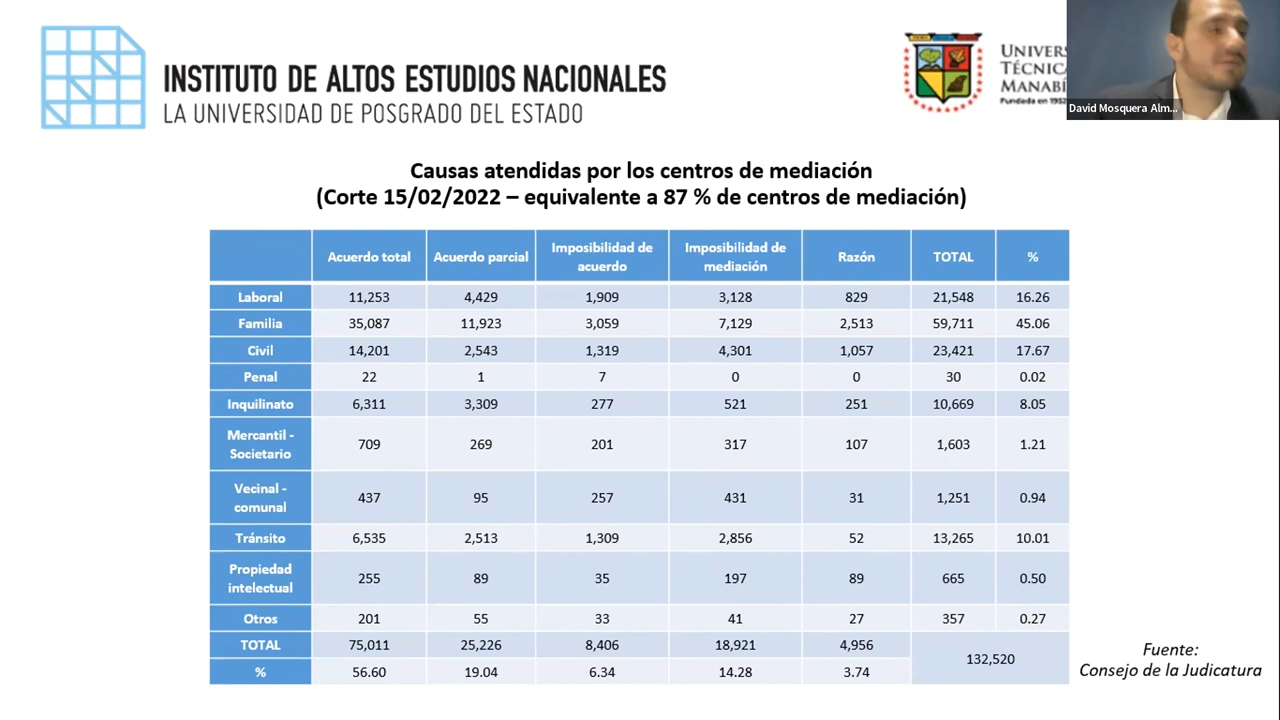 INSTITUTO DE ALTOS ESTUDIOS NACIONALES
LA UNIVERSIDAD DE POSGRADO DEL ESTADO
UNIVERS
TÉCNICA
MANABÍ
Fundada en 1952
David Mosquera Alm...
Causas atendidas por los centros de mediación
(Corte 15/02/2022 – equivalente a 87 % de centros de mediación)
Acuerdo total Acuerdo parcial Imposibilidad de acuerdo Imposibilidad de mediación Razón TOTAL %
Laboral 11,253 4,429 1,909 3,128 829 21,548 16.26
Familia 35,087 11,923 3,059 7,129 2,513 59,711 45.06
Civil 14,201 2,543 1,319 4,301 1,057 23,421 17.67
Penal 22 1 7 0 0 30 0.02
Inquilinato 6,311 3,309 277 521 251 10,669 8.05
Mercantil - Societario 709 269 201 317 107 1,603 1.21
Vecinal - comunal 437 95 257 431 31 1,251 0.94
Tránsito 6,535 2,513 1,309 2,856 52 13,265 10.01
Propiedad intelectual 255 89 35 197 89 665 0.50
Otros 201 55 33 41 27 357 0.27
TOTAL 75,011 25,226 8,406 18,921 4,956 132,520
% 56.60 19.04 6.34 14.28 3.74
Fuente:
Consejo de la Judicatura